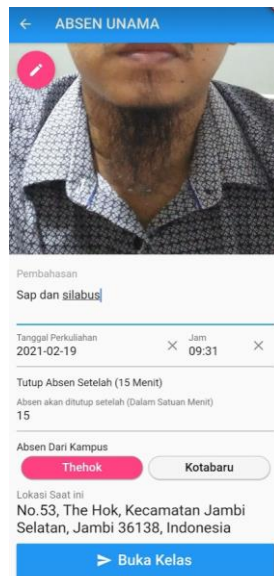 ABSEN UNAMA
Pembahasan
Sap dan silabus
Tanggal Perkuliahan
Jam
2021-02-19
09:31
Tutup Absen Setelah (15 Menit)
Absen akan ditutup setelah (Dalam Satuan Menit)
15
Absen Dari Kampus
Thehok
Kotabaru
Lokasi Saat ini
No.53, The Hok, Kecamatan Jambi
Selatan, Jambi 36138, Indonesia
Buka Kelas